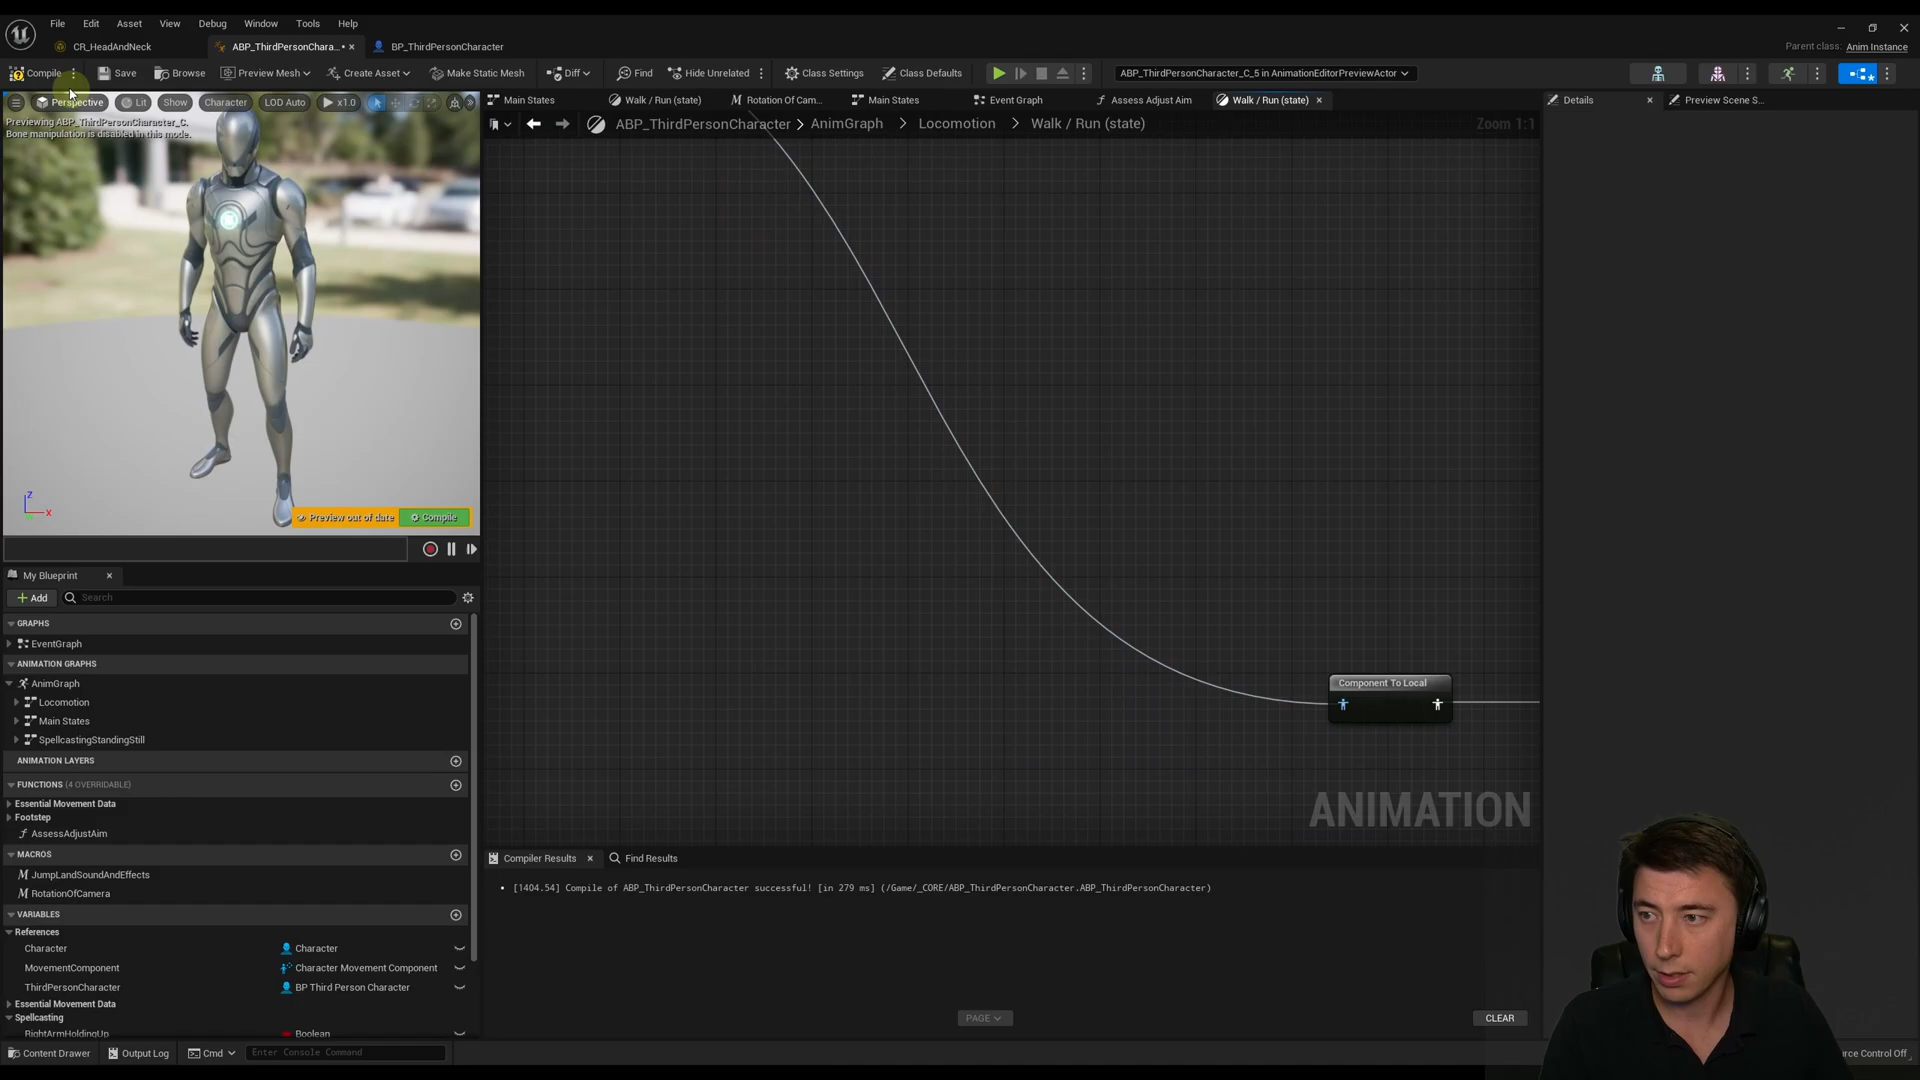 File Edit Asset View Debug Window Tools Help
CR_HeadAndNeck ABP_ThirdPersonChara... • BP_ThirdPersonCharacter
Parent class: Anim Instance
Compile Save Browse Preview Mesh Create Asset Make Static Mesh Diff Find Hide Unrelated Class Settings Class Defaults ABP_ThirdPersonCharacter_C_5 in AnimationEditorPreviewActor
Perspective Lit Show Character LOD Auto x1.0
Previewing ABP_ThirdPersonCharacter_C.
Bone manipulation is disabled in this mode.
Z
X
Preview out of date Compile
Main States Walk / Run (state) Rotation Of Cam... Main States Event Graph Assess Adjust Aim Walk / Run (state)
ABP_ThirdPersonCharacter > AnimGraph > Locomotion > Walk / Run (state) Zoom 1:1
Component To Local
ANIMATION
Details Preview Scene S...
My Blueprint
+ Add Search
GRAPHS
EventGraph
ANIMATION GRAPHS
AnimGraph
Locomotion
Main States
SpellcastingStandingStill
ANIMATION LAYERS
FUNCTIONS (4 OVERRIDABLE)
Essential Movement Data
Footstep
AssessAdjustAim
MACROS
JumpLandSoundAndEffects
RotationOfCamera
VARIABLES
References
Character Character
MovementComponent Character Movement Component
ThirdPersonCharacter BP Third Person Character
Essential Movement Data
Spellcasting
RightArmHoldingUp Boolean
Compiler Results Find Results
[1404.54] Compile of ABP_ThirdPersonCharacter successful! [in 279 ms] (/Game/_CORE/ABP_ThirdPersonCharacter.ABP_ThirdPersonCharacter)
PAGE CLEAR
Content Drawer Output Log Cmd Enter Console Command
urce Control Off